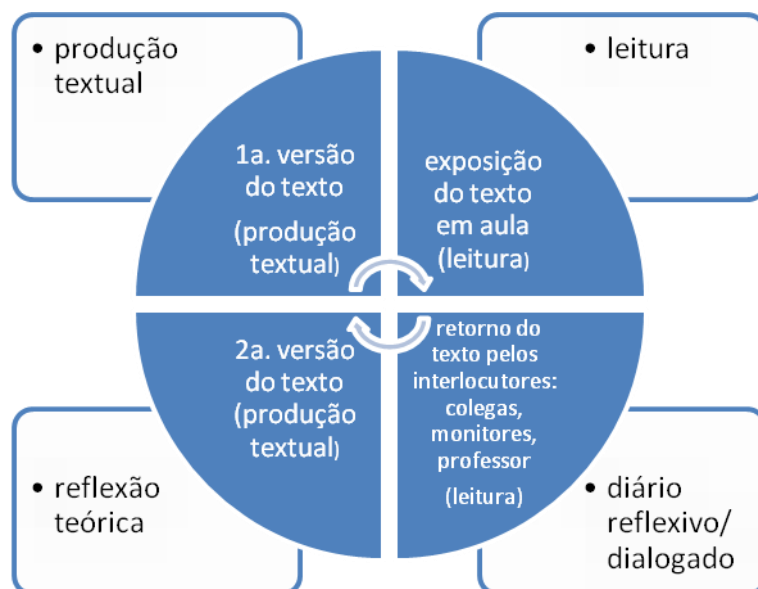 • produção
textual
• leitura
1a. versão
do texto
(produção
textual)
exposição
do texto
em aula
(leitura)
2a. versão
do texto
(produção
textual)
retorno do
texto pelos
interlocutores:
colegas,
monitores,
professor
(leitura)
• reflexão
teórica
• diário
reflexivo/
dialogado